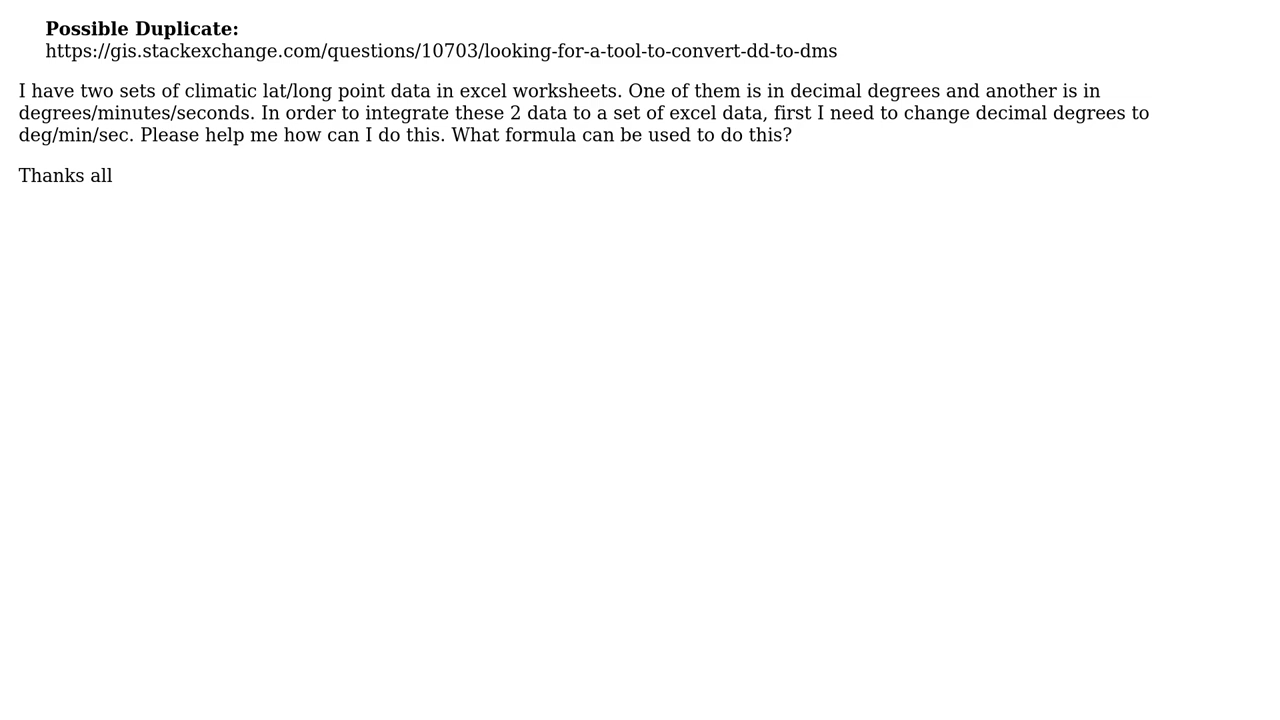 Possible Duplicate:
https://gis.stackexchange.com/questions/10703/looking-for-a-tool-to-convert-dd-to-dms
I have two sets of climatic lat/long point data in excel worksheets. One of them is in decimal degrees and another is in
degrees/minutes/seconds. In order to integrate these 2 data to a set of excel data, first I need to change decimal degrees to
deg/min/sec. Please help me how can I do this. What formula can be used to do this?
Thanks all